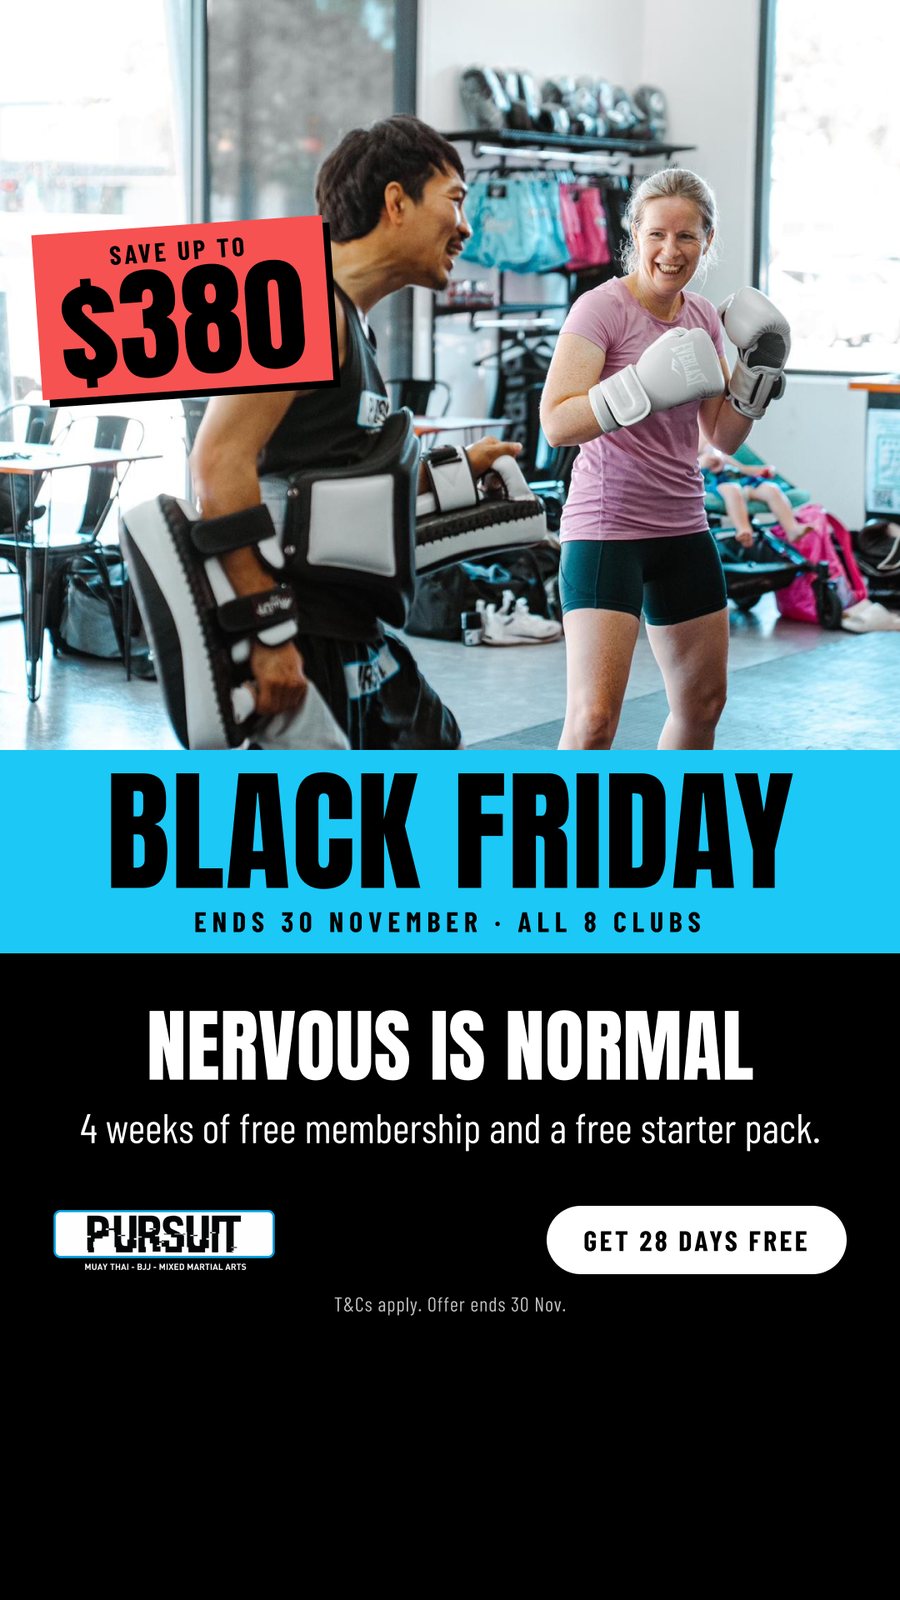 SAVE UP TO
$380
EVERLAST
BLACK FRIDAY
ENDS 30 NOVEMBER · ALL 8 CLUBS
NERVOUS IS NORMAL
4 weeks of free membership and a free starter pack.
PURSUIT
MUAY THAI - BJJ - MIXED MARTIAL ARTS
GET 28 DAYS FREE
T&Cs apply. Offer ends 30 Nov.